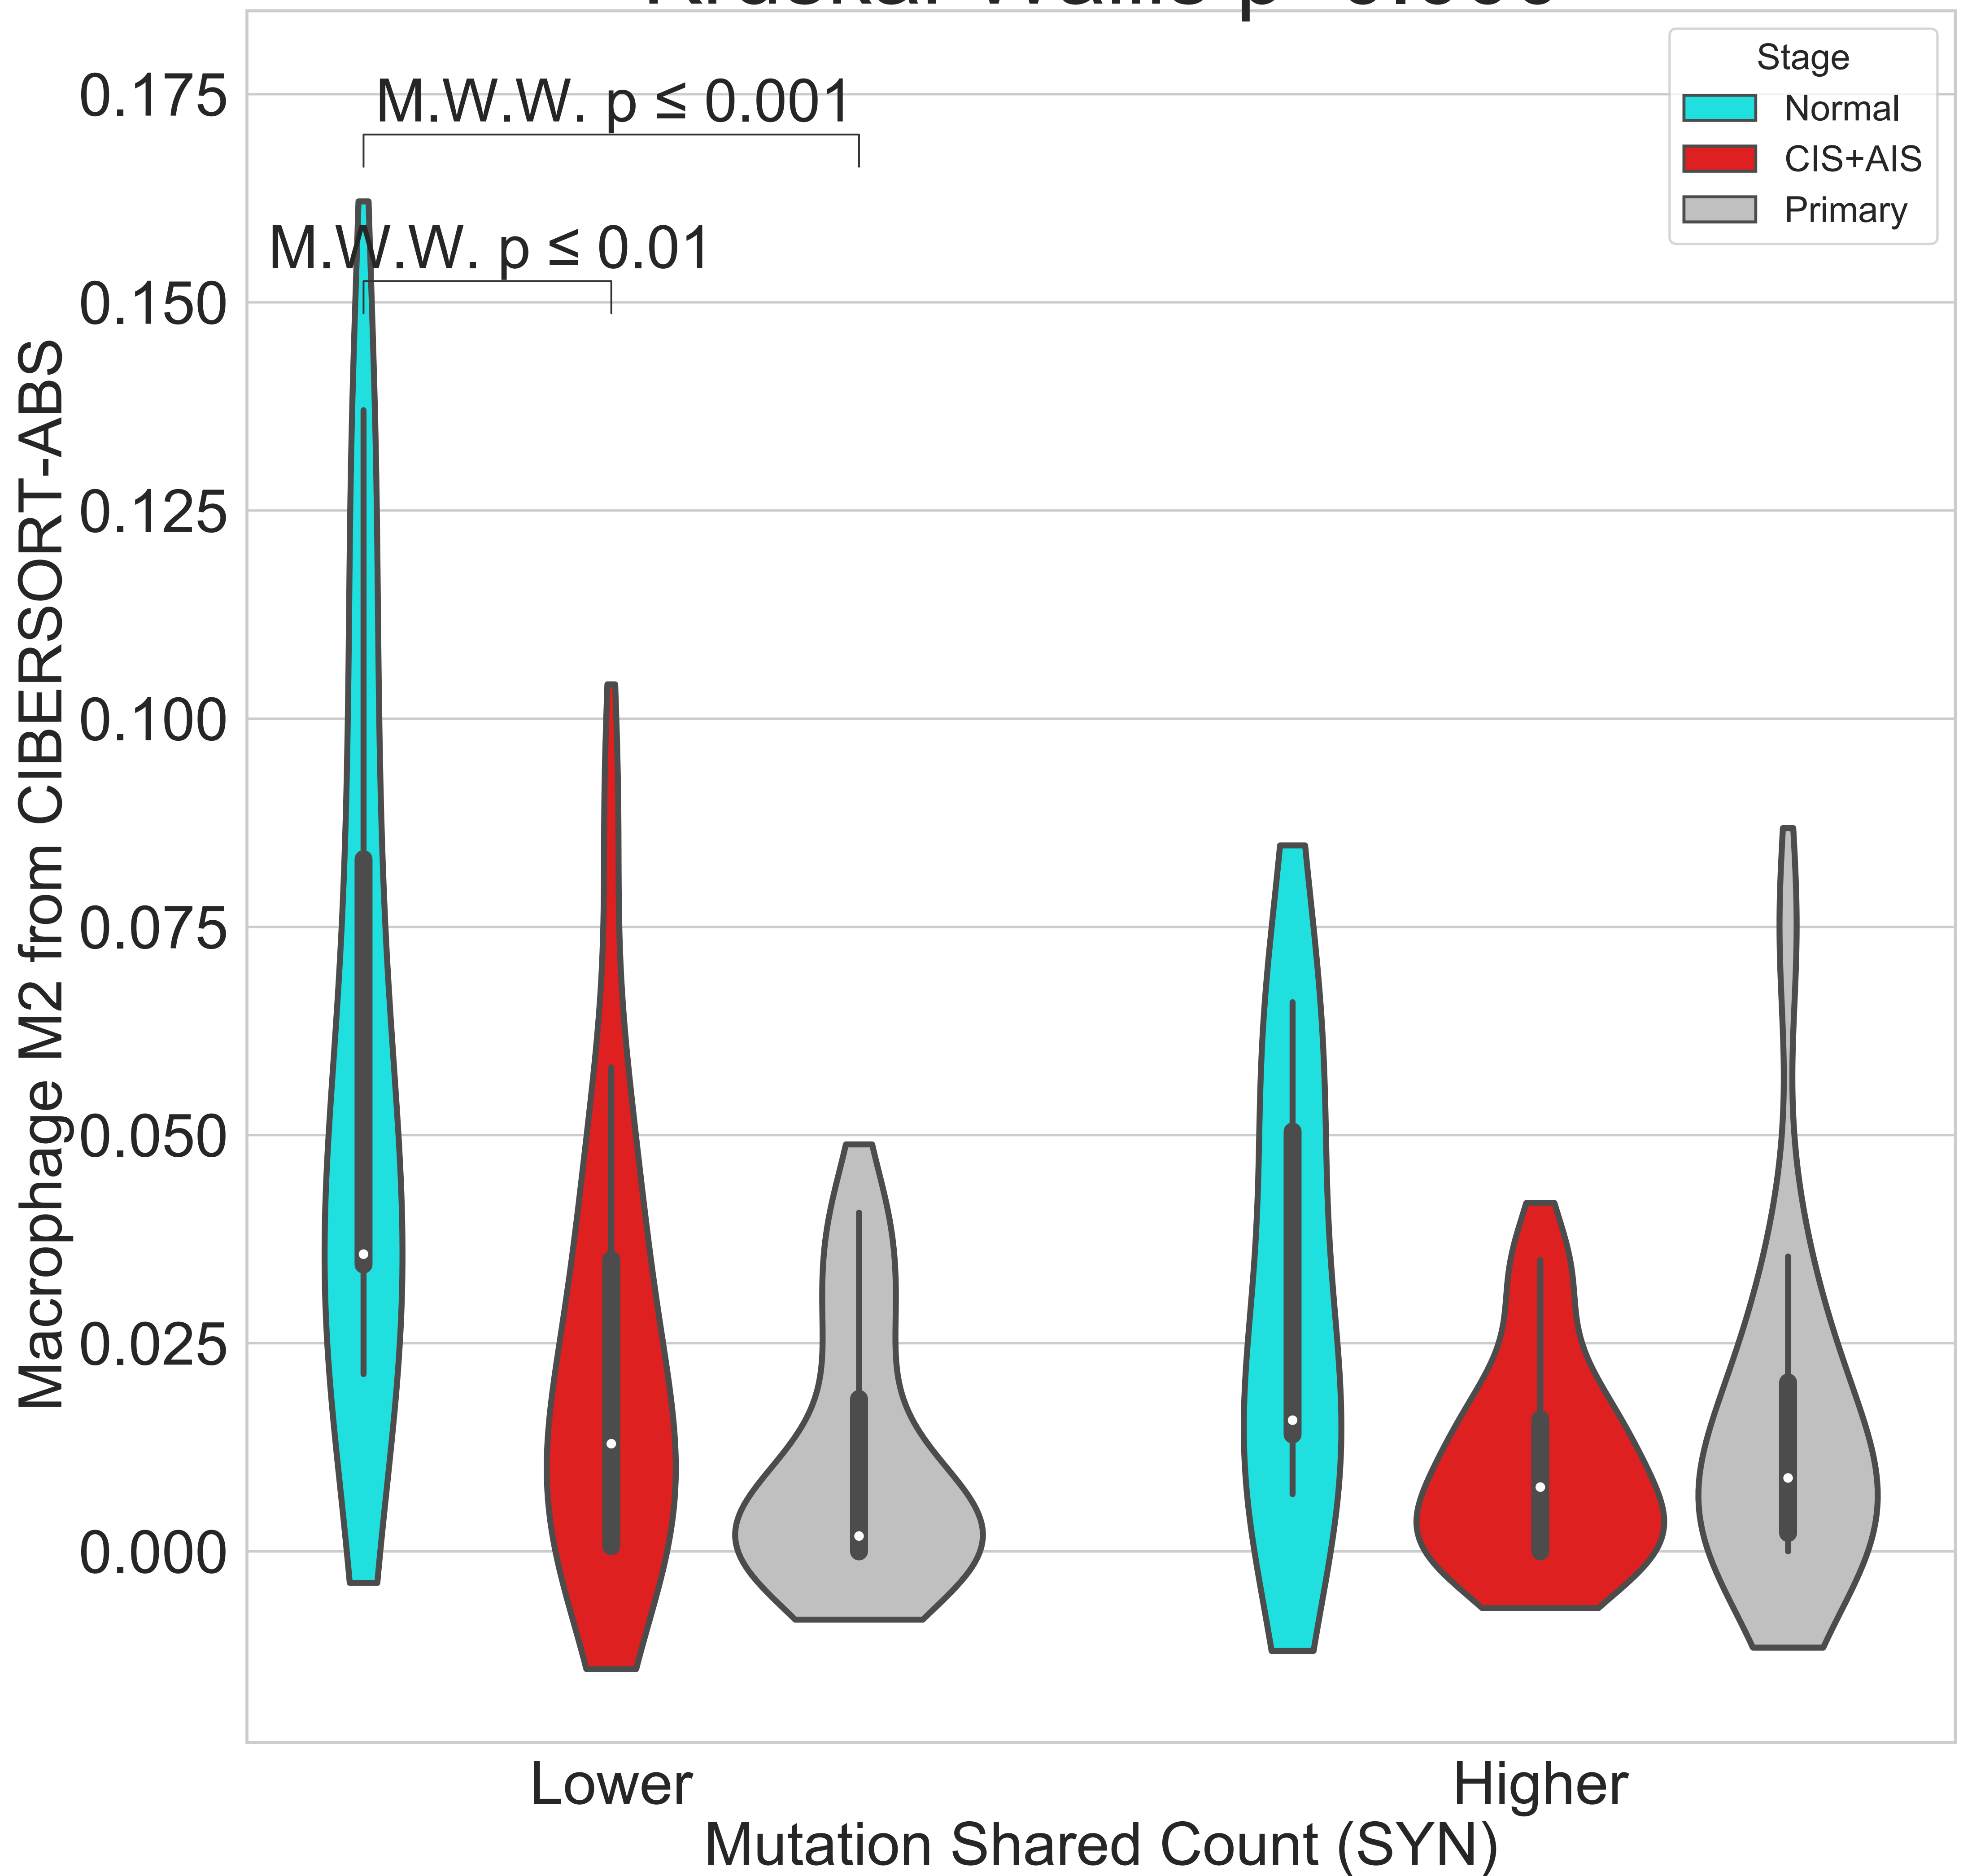 Stage
Normal
CIS+AIS
Primary
M.W.W. p ≤ 0.001
M.W.W. p ≤ 0.01
0.175
0.150
0.125
0.100
0.075
0.050
0.025
0.000
Macrophage M2 from CIBERSORT-ABS
Lower
Higher
Mutation Shared Count (SYN)